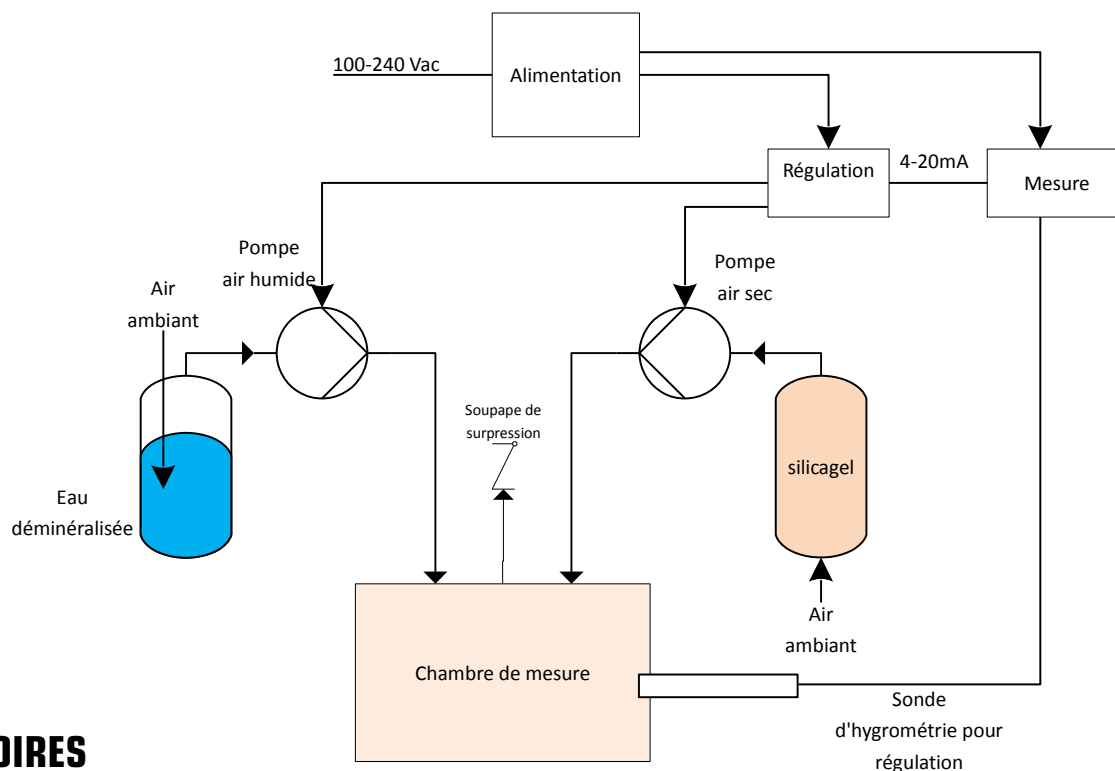 100-240 Vac
Alimentation
Régulation
4-20mA
Mesure
Pompe
air humide
Pompe
air sec
Air
ambiant
Soupape de
surpression
silicagel
Eau
déminéralisée
Air
ambiant
Chambre de mesure
Sonde
d'hygrométrie pour
régulation
OIRES